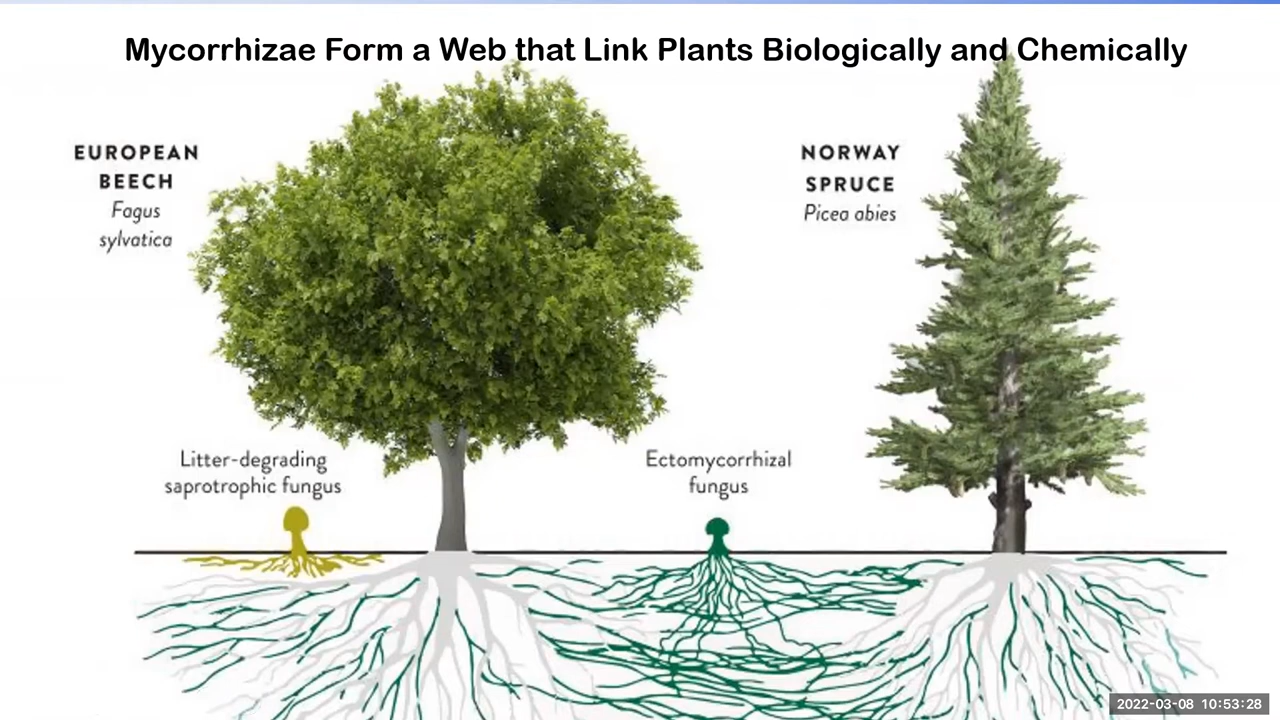 Mycorrhizae Form a Web that Link Plants Biologically and Chemically
EUROPEAN
BEECH
Fagus
sylvatica
NORWAY
SPRUCE
Picea abies
Litter-degrading
saprotrophic fungus
Ectomycorrhizal
fungus
2022-03-08 10:53:28